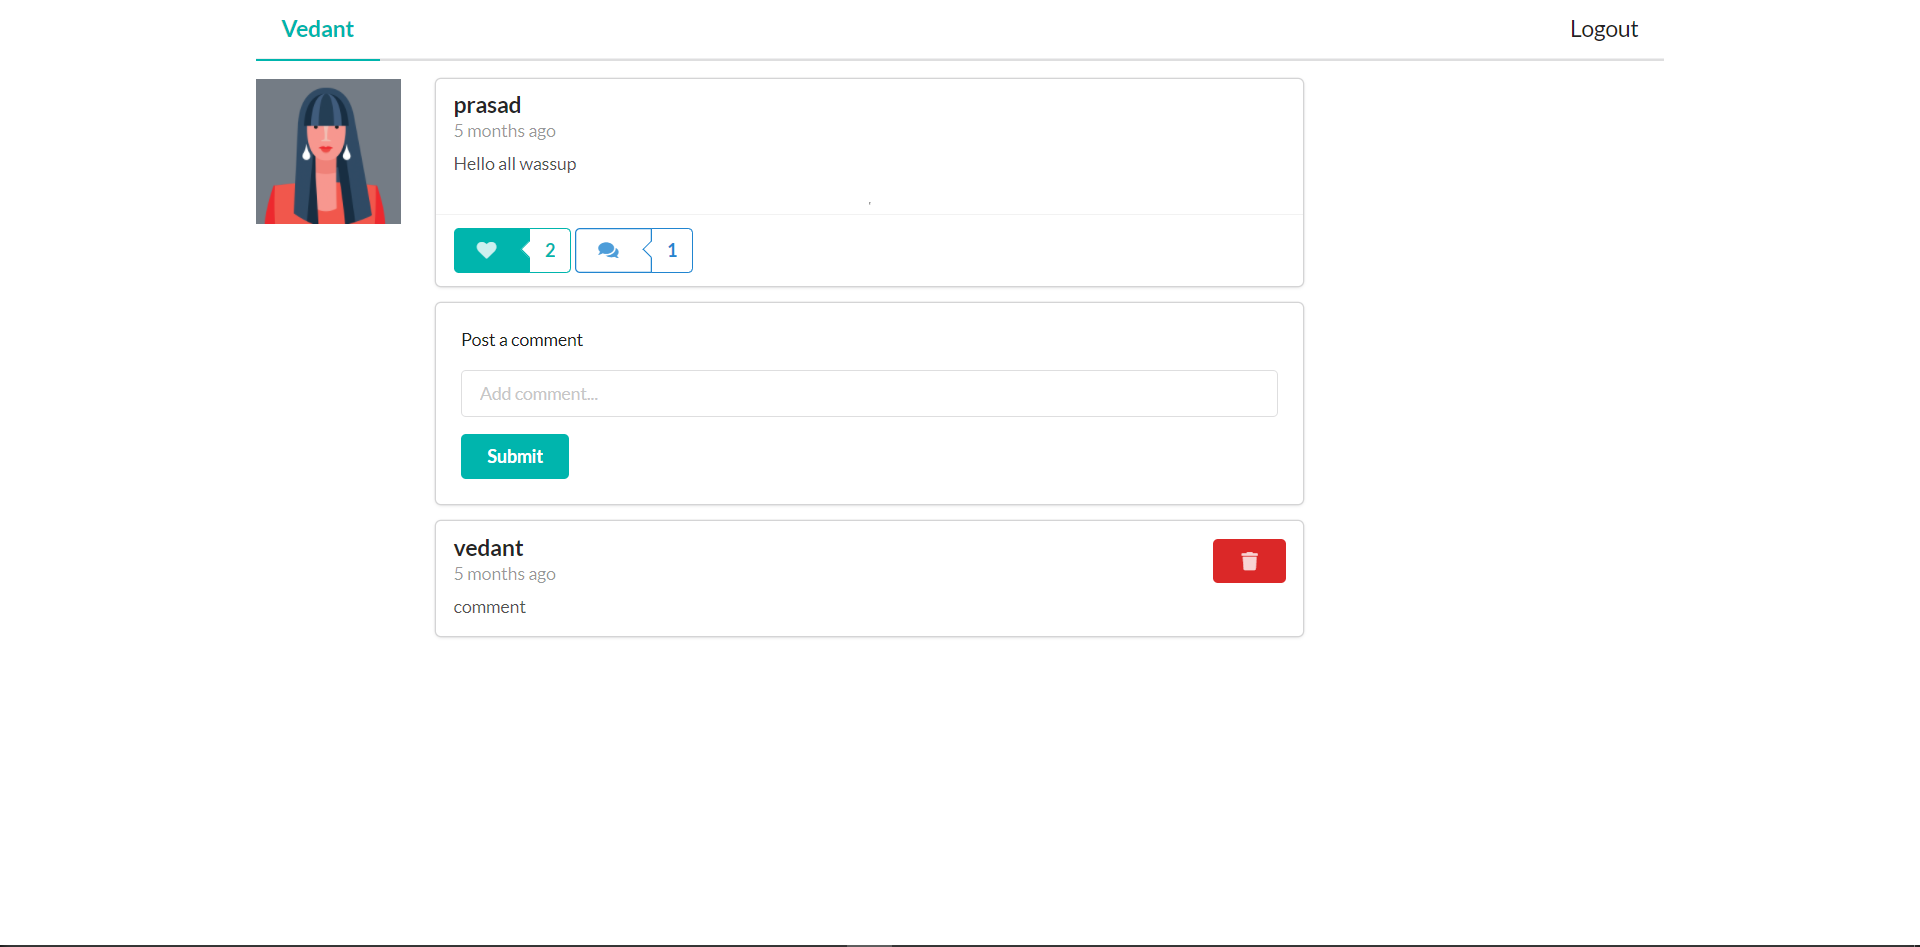 Vedant
Logout
prasad
5 months ago
Hello all wassup
,
2
1
Post a comment
Add comment...
Submit
vedant
5 months ago
comment